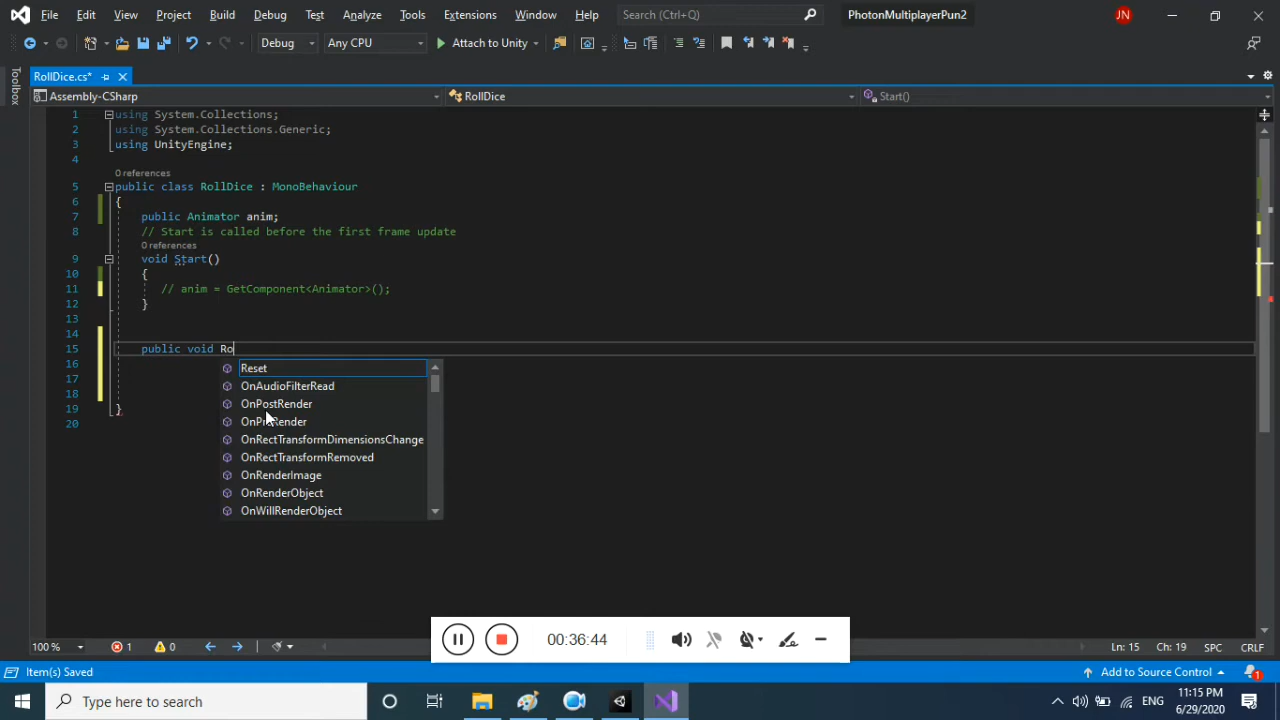 File Edit View Project Build Debug Test Analyze Tools Extensions Window Help Search (Ctrl+Q) PhotonMultiplayerPun2 JN
Debug Any CPU Attach to Unity
Toolbox
RollDice.cs*
Assembly-CSharp RollDice Start()
1 using System.Collections;
2 using System.Collections.Generic;
3 using UnityEngine;
4
0 references
5 public class RollDice : MonoBehaviour
6 {
7 public Animator anim;
8 // Start is called before the first frame update
0 references
9 void Start()
10 {
11 // anim = GetComponent<Animator>();
12 }
13
14
15 public void Ro
16 Reset
OnAudioFilterRead
17
OnPostRender
18
19 }
OnPreRender
20
OnRectTransformDimensionsChange
OnRectTransformRemoved
OnRenderImage
OnRenderObject
OnWillRenderObject
00:36:44
100 % 1 0 Ln: 15 Ch: 19 SPC CRLF
Item(s) Saved Add to Source Control 1
Type here to search ENG 11:15 PM
6/29/2020